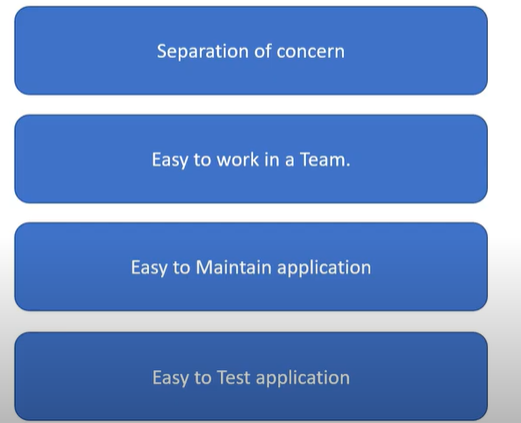 Separation of concern
Easy to work in a Team.
Easy to Maintain application
Easy to Test application